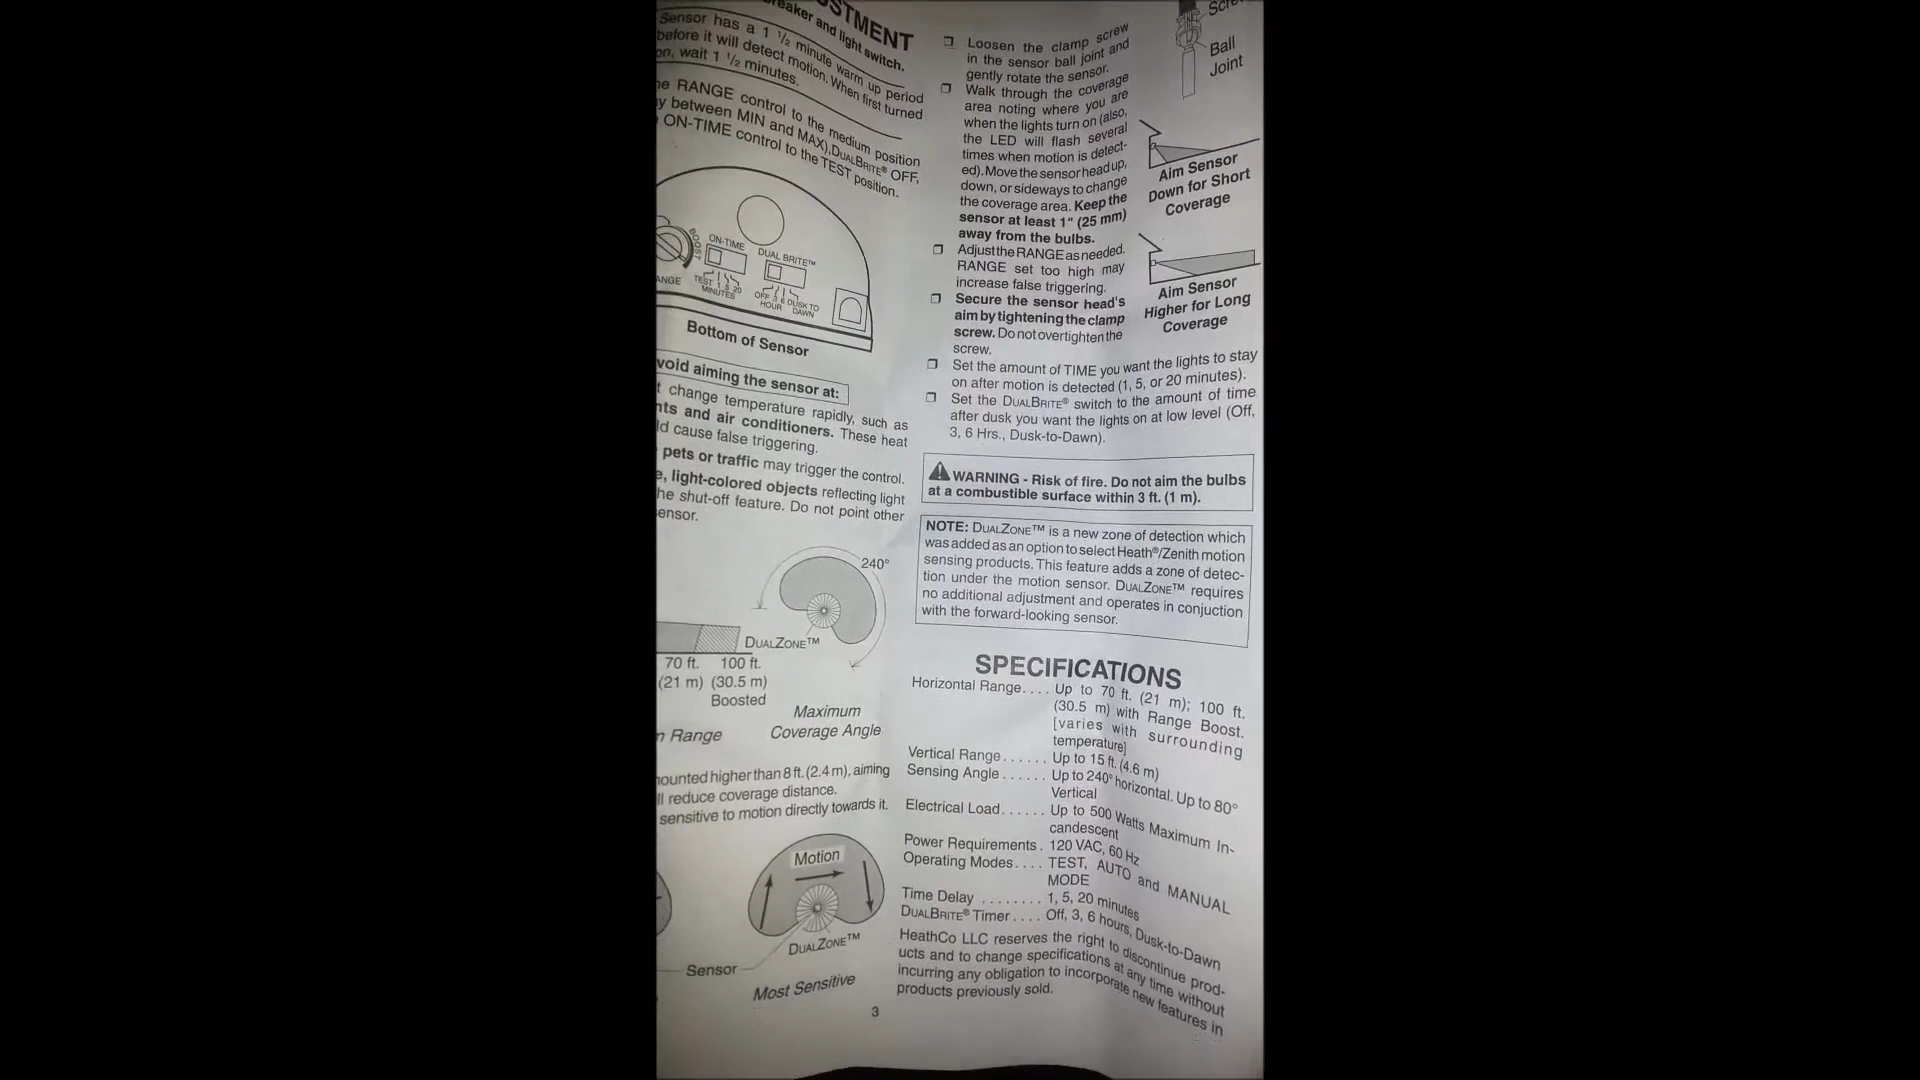 STMENT
reaker and light switch.
Sensor has a 1 1/2 minute warm up period
before it will detect motion. When first turned
on, wait 1 1/2 minutes.
he RANGE control to the medium position
y between MIN and MAX), DUALBRITE® OFF,
ON-TIME control to the TEST position.
BOOST
ON-TIME
DUAL BRITE™
ANGE
TEST 1 5 20
MINUTES
OFF 3 6 DUSK TO
HOUR DAWN
Bottom of Sensor
void aiming the sensor at:
t change temperature rapidly, such as
nts and air conditioners. These heat
ld cause false triggering.
pets or traffic may trigger the control.
e, light-colored objects reflecting light
he shut-off feature. Do not point other
ensor.
240°
DUALZONE™
70 ft. 100 ft.
(21 m) (30.5 m)
Boosted
n Range
Maximum
Coverage Angle
ounted higher than 8 ft. (2.4 m), aiming
ll reduce coverage distance.
sensitive to motion directly towards it.
Motion
DUALZONE™
Sensor
Most Sensitive
3
❒ Loosen the clamp screw
in the sensor ball joint and
gently rotate the sensor.
❒ Walk through the coverage
area noting where you are
when the lights turn on (also,
the LED will flash several
times when motion is detect-
ed). Move the sensor head up,
down, or sideways to change
the coverage area. Keep the
sensor at least 1" (25 mm)
away from the bulbs.
❒ Adjust the RANGE as needed.
RANGE set too high may
increase false triggering.
❒ Secure the sensor head's
aim by tightening the clamp
screw. Do not overtighten the
screw.
❒ Set the amount of TIME you want the lights to stay
on after motion is detected (1, 5, or 20 minutes).
❒ Set the DUALBRITE® switch to the amount of time
after dusk you want the lights on at low level (Off,
3, 6 Hrs., Dusk-to-Dawn).
Scre
Ball
Joint
Aim Sensor
Down for Short
Coverage
Aim Sensor
Higher for Long
Coverage
WARNING - Risk of fire. Do not aim the bulbs
at a combustible surface within 3 ft. (1 m).
NOTE: DUALZONE™ is a new zone of detection which
was added as an option to select Heath®/Zenith motion
sensing products. This feature adds a zone of detec-
tion under the motion sensor. DUALZONE™ requires
no additional adjustment and operates in conjuction
with the forward-looking sensor.
SPECIFICATIONS
Horizontal Range. . . . Up to 70 ft. (21 m); 100 ft.
(30.5 m) with Range Boost.
[varies with surrounding
temperature]
Vertical Range . . . . . . Up to 15 ft. (4.6 m)
Sensing Angle . . . . . . Up to 240° horizontal. Up to 80°
Vertical
Electrical Load . . . . . . Up to 500 Watts Maximum In-
candescent
Power Requirements . 120 VAC, 60 Hz
Operating Modes . . . . TEST, AUTO and MANUAL
MODE
Time Delay . . . . . . . . 1, 5, 20 minutes
DUALBRITE® Timer . . . . Off, 3, 6 hours, Dusk-to-Dawn
HeathCo LLC reserves the right to discontinue prod-
ucts and to change specifications at any time without
incurring any obligation to incorporate new features in
products previously sold.